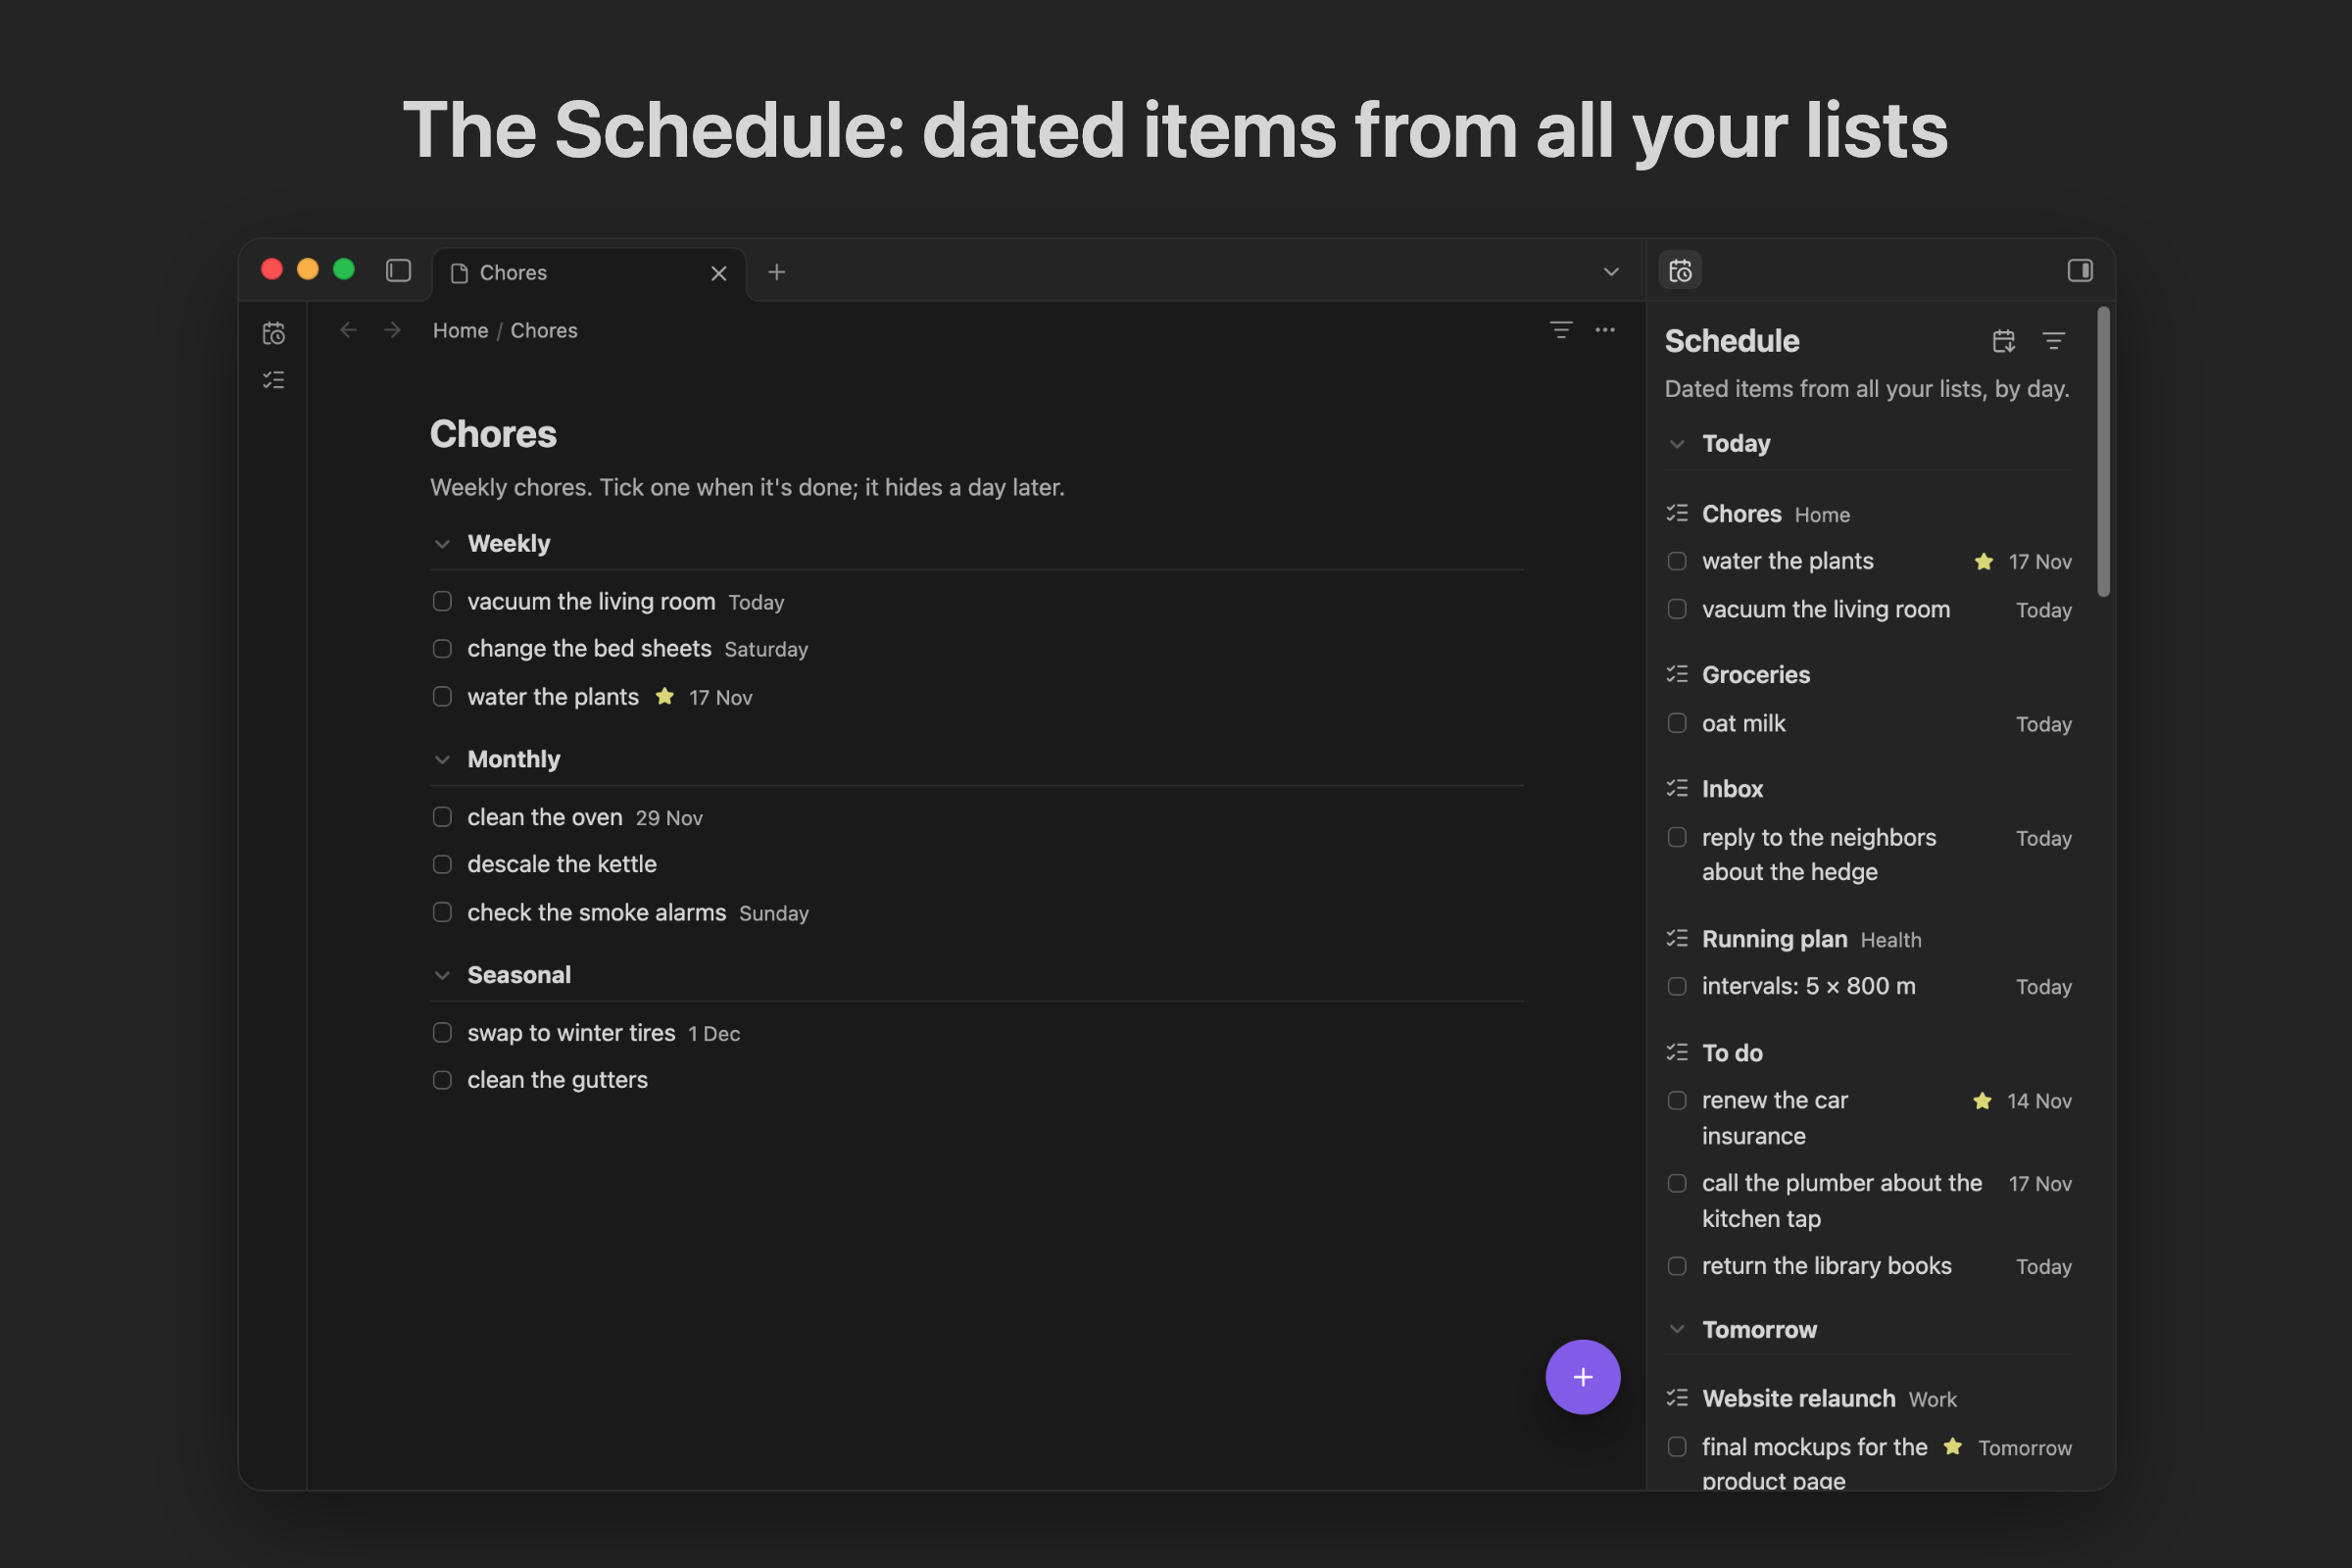 The Schedule: dated items from all your lists
Chores
Home / Chores
Chores
Weekly chores. Tick one when it's done; it hides a day later.
Weekly
vacuum the living room Today
change the bed sheets Saturday
water the plants 17 Nov
Monthly
clean the oven 29 Nov
descale the kettle
check the smoke alarms Sunday
Seasonal
swap to winter tires 1 Dec
clean the gutters
Schedule
Dated items from all your lists, by day.
Today
Chores Home
water the plants 17 Nov
vacuum the living room Today
Groceries
oat milk Today
Inbox
reply to the neighbors Today
about the hedge
Running plan Health
intervals: 5 × 800 m Today
To do
renew the car 14 Nov
insurance
call the plumber about the 17 Nov
kitchen tap
return the library books Today
Tomorrow
Website relaunch Work
final mockups for the Tomorrow
product page